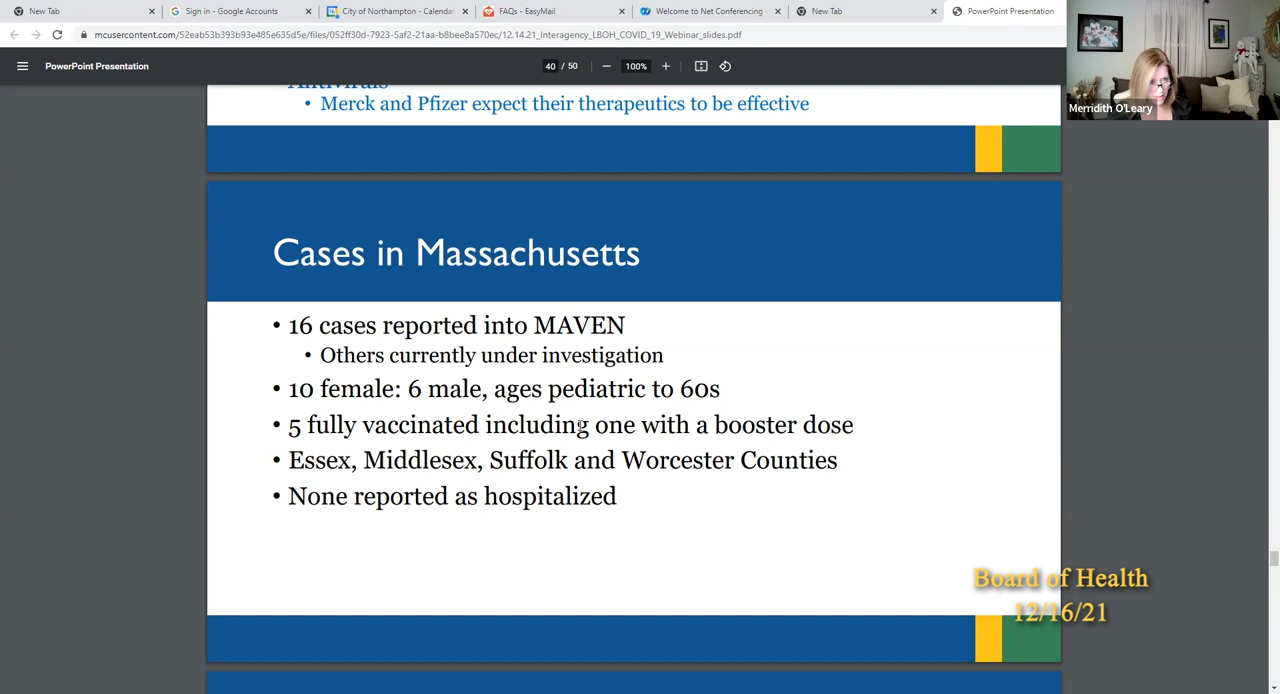 New Tab
Sign in - Google Accounts
City of Northampton - Calendar
FAQs - EasyMail
Welcome to Net Conferencing
New Tab
PowerPoint Presentation
mcusercontent.com/52eab53b393b93e485e635d5e/files/052ff30d-7923-3af2-21aa-b8bee8a570ec/12.14.21_Interagency_LBOH_COVID_19_Webinar_slides.pdf
PowerPoint Presentation
40 / 50
100%
Merridith O'Leary
Antivirals
• Merck and Pfizer expect their therapeutics to be effective
Cases in Massachusetts
• 16 cases reported into MAVEN
• Others currently under investigation
• 10 female: 6 male, ages pediatric to 60s
• 5 fully vaccinated including one with a booster dose
• Essex, Middlesex, Suffolk and Worcester Counties
• None reported as hospitalized
Board of Health
12/16/21